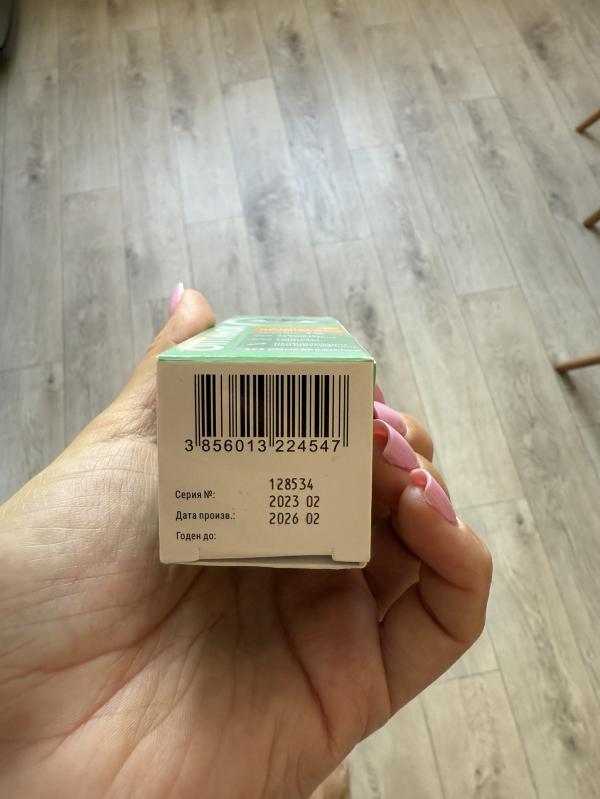 3 856013 224547
Серия №: 128534
Дата произв.: 2023 02
Годен до: 2026 02